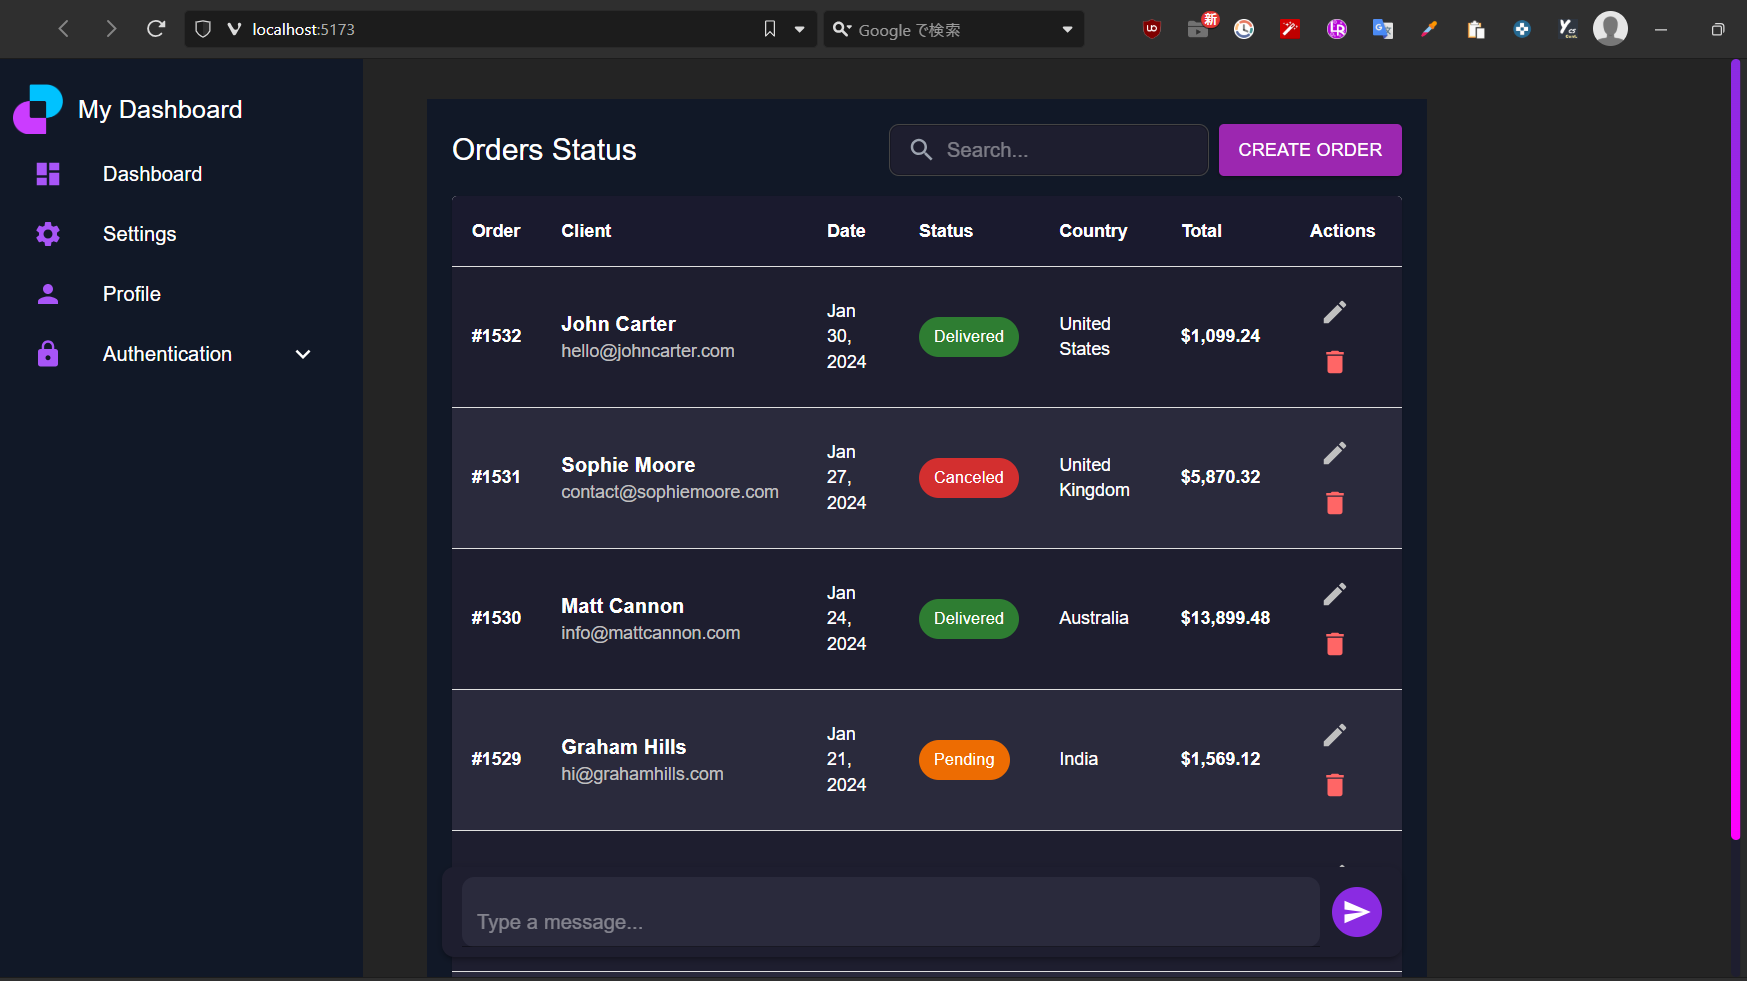 localhost:5173
Google で検索
新
My Dashboard
Dashboard
Settings
Profile
Authentication
Orders Status
Search...
CREATE ORDER
Order Client Date Status Country Total Actions
#1532
John Carter
hello@johncarter.com
Jan
30,
2024
Delivered
United
States
$1,099.24
#1531
Sophie Moore
contact@sophiemoore.com
Jan
27,
2024
Canceled
United
Kingdom
$5,870.32
#1530
Matt Cannon
info@mattcannon.com
Jan
24,
2024
Delivered
Australia
$13,899.48
#1529
Graham Hills
hi@grahamhills.com
Jan
21,
2024
Pending
India
$1,569.12
Type a message...